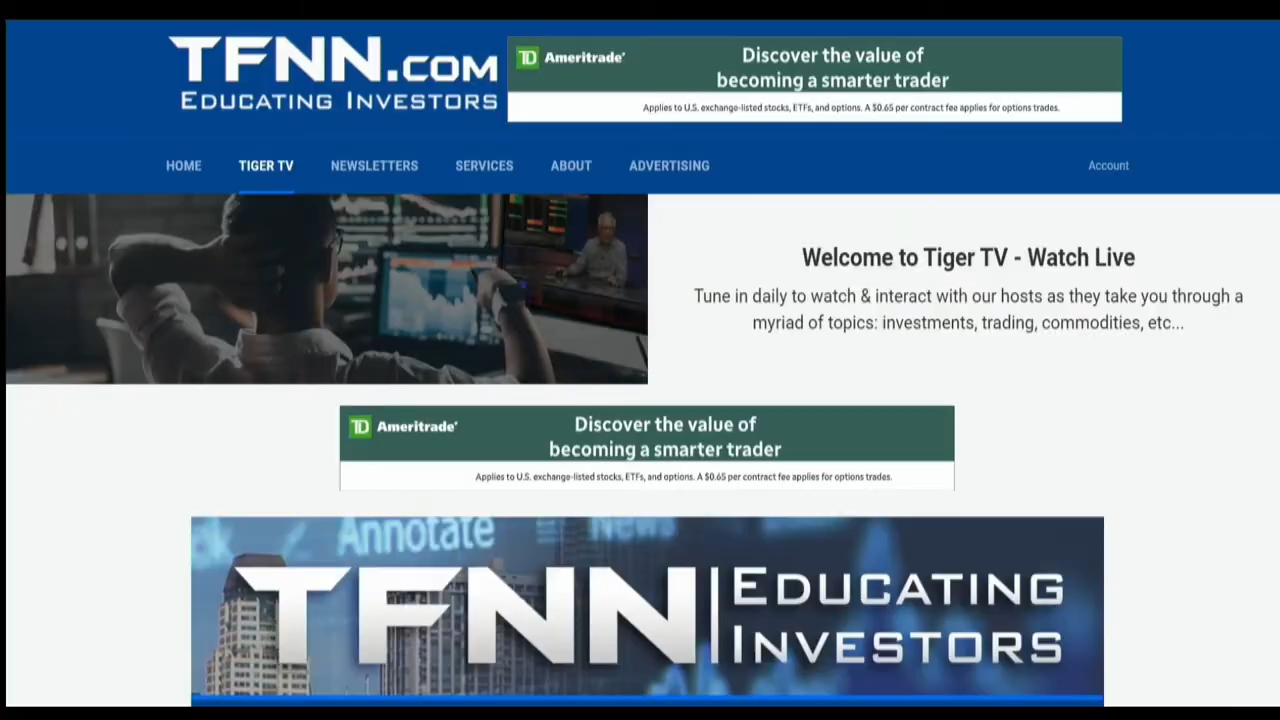 TFNN.COM
EDUCATING INVESTORS
TD Ameritrade®
Discover the value of
becoming a smarter trader
Applies to U.S. exchange-listed stocks, ETFs, and options. A $0.65 per contract fee applies for options trades.
HOME
TIGER TV
NEWSLETTERS
SERVICES
ABOUT
ADVERTISING
Account
Welcome to Tiger TV - Watch Live
Tune in daily to watch & interact with our hosts as they take you through a
myriad of topics: investments, trading, commodities, etc...
TD Ameritrade®
Discover the value of
becoming a smarter trader
Applies to U.S. exchange-listed stocks, ETFs, and options. A $0.65 per contract fee applies for options trades.
Annotate
News
TFNN
EDUCATING
INVESTORS